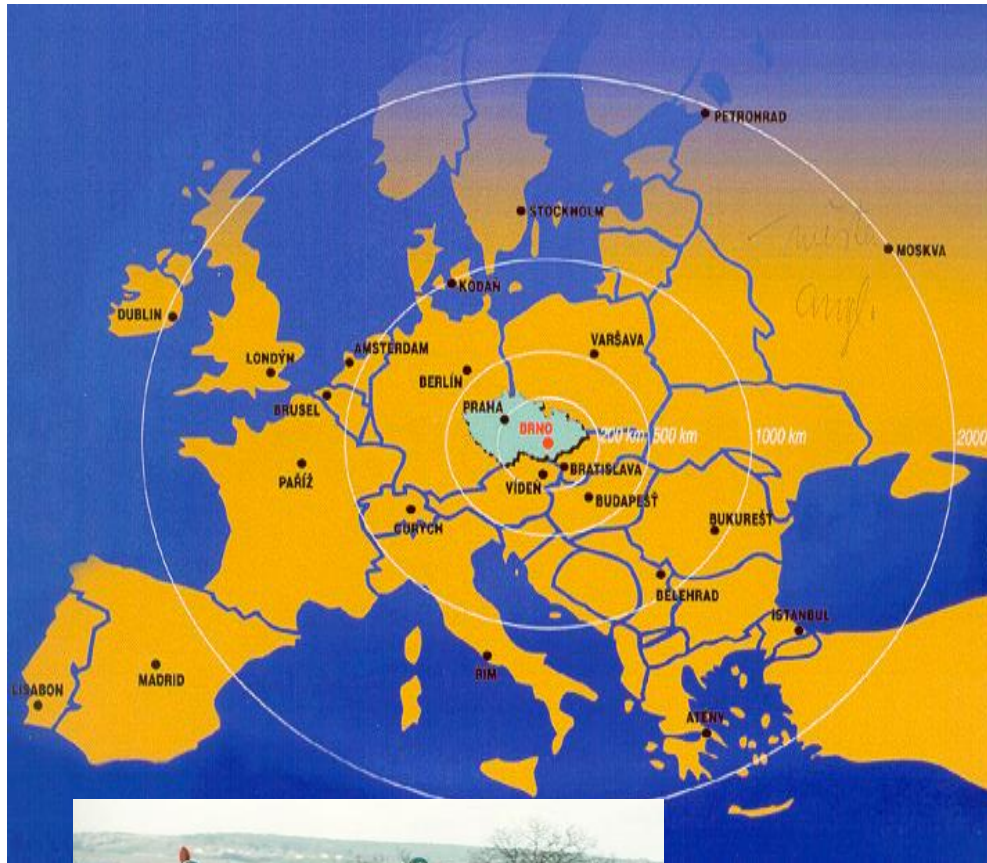 PETROHRAD
STOCKHOLM
MOSKVA
KODAŇ
DUBLIN
LONDÝN
AMSTERDAM
VARŠAVA
BERLÍN
BRUSEL
PRAHA
BRNO
200 km
500 km
1000 km
2000
PAŘÍŽ
BRATISLAVA
VÍDEŇ
BUDAPEŠŤ
CURYCH
BUKUREŠŤ
BĚLEHRAD
ISTANBUL
ŘÍM
MADRID
LISABON
ATÉNY
angl.